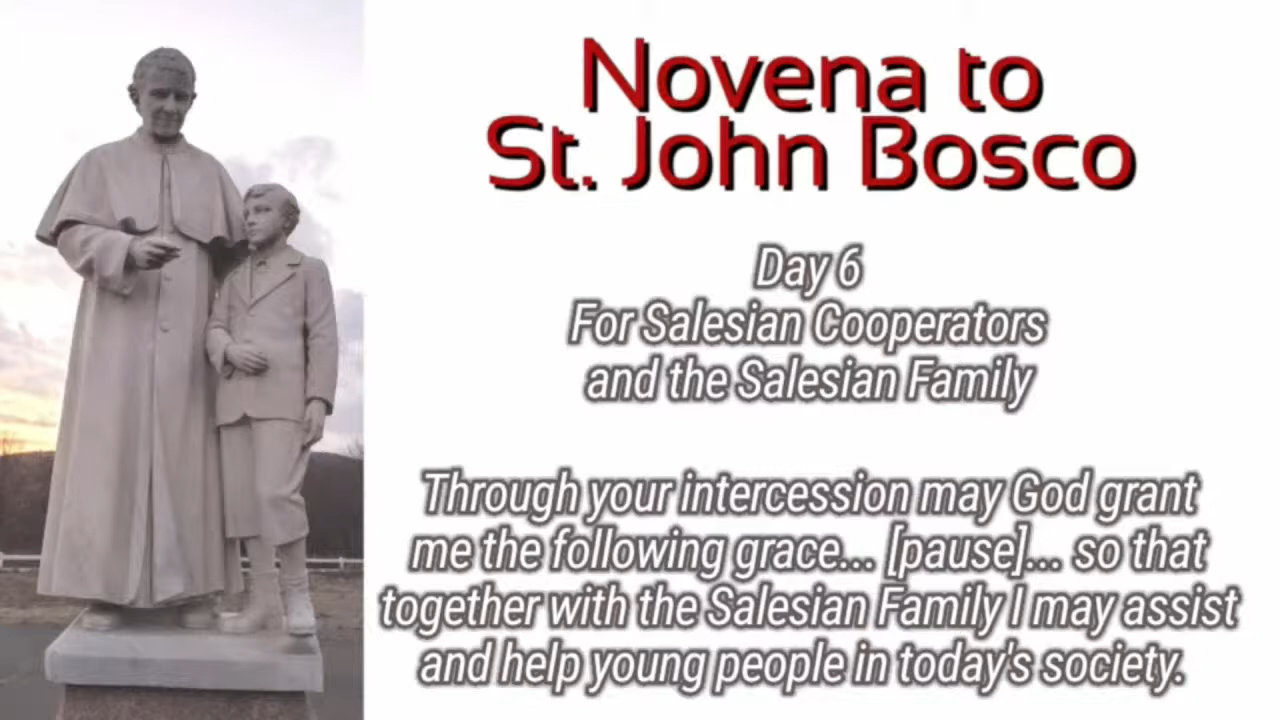 Novena to
St. John Bosco
Day 6
For Salesian Cooperators
and the Salesian Family
Through your intercession may God grant
me the following grace... [pause]... so that
together with the Salesian Family I may assist
and help young people in today's society.